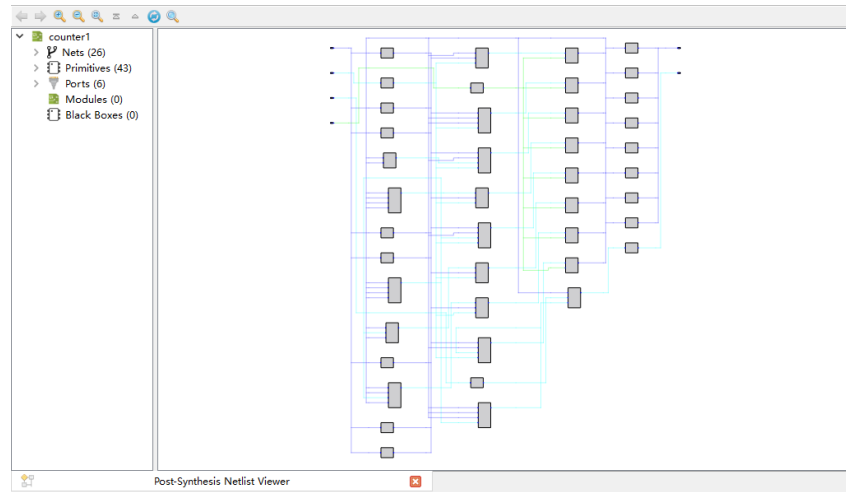 counter1
Nets (26)
Primitives (43)
Ports (6)
Modules (0)
Black Boxes (0)
Post-Synthesis Netlist Viewer